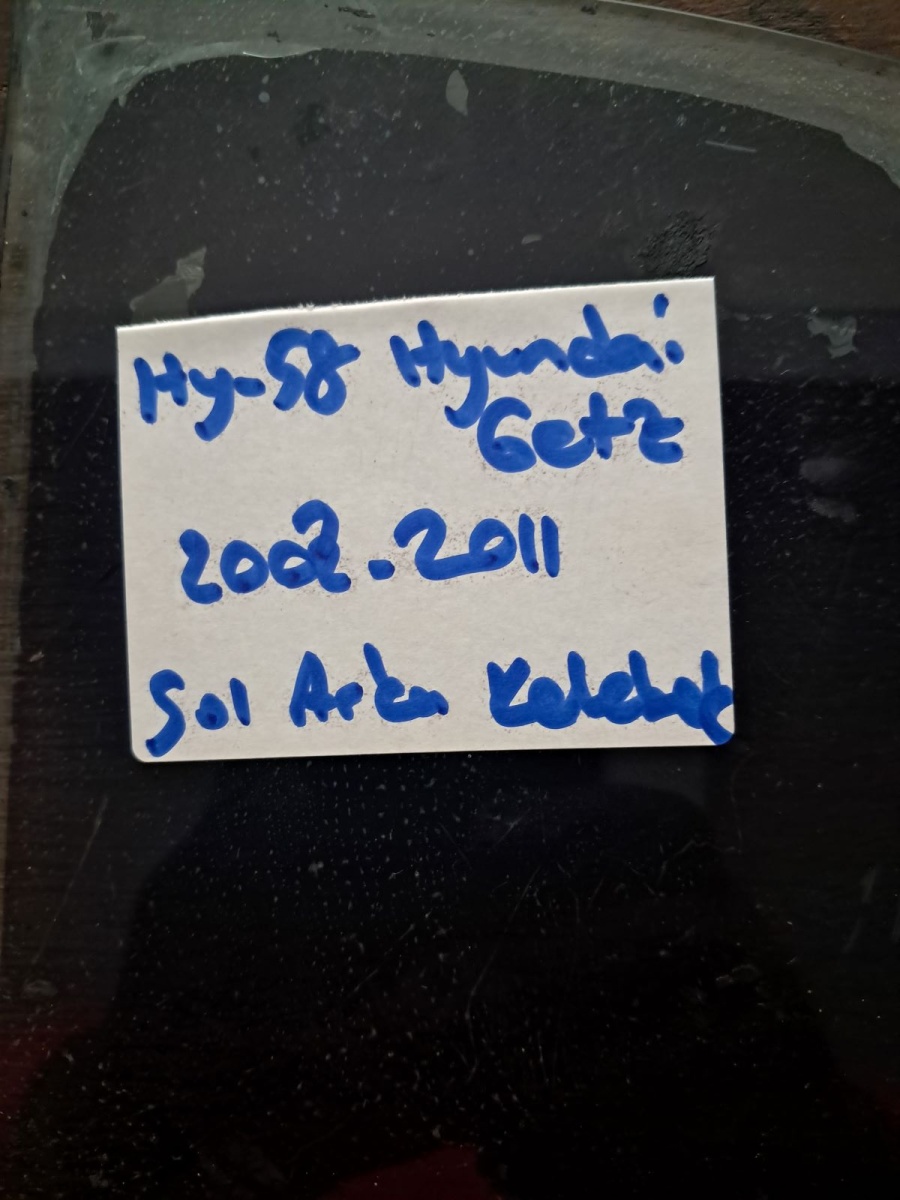 Hy-58 Hyundai
Getz
2002-2011
Sol Arka Kelebek